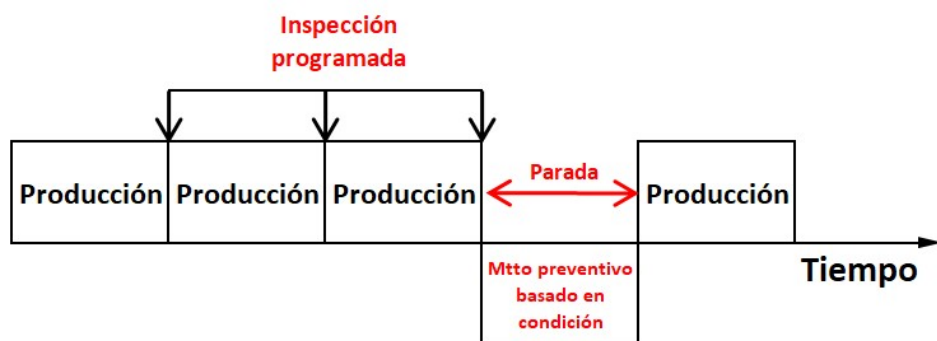 Inspección
programada
Producción Producción Producción
Parada
Producción
Mtto preventivo
basado en
condición
Tiempo